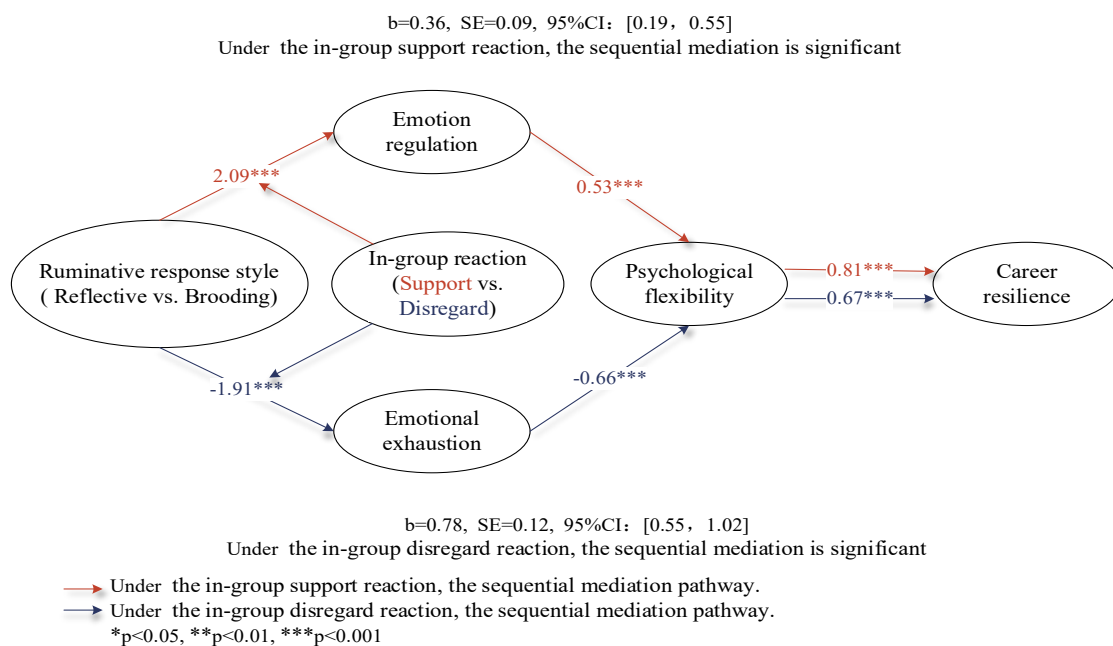 b=0.36, SE=0.09, 95%CI: [0.19, 0.55]
Under the in-group support reaction, the sequential mediation is significant
Emotion
regulation
2.09***
0.53***
Ruminative response style
( Reflective vs. Brooding)
In-group reaction
(Support vs.
Disregard)
Psychological
flexibility
0.81***
0.67***
Career
resilience
-1.91***
-0.66***
Emotional
exhaustion
b=0.78, SE=0.12, 95%CI: [0.55, 1.02]
Under the in-group disregard reaction, the sequential mediation is significant
Under the in-group support reaction, the sequential mediation pathway.
Under the in-group disregard reaction, the sequential mediation pathway.
*p<0.05, **p<0.01, ***p<0.001